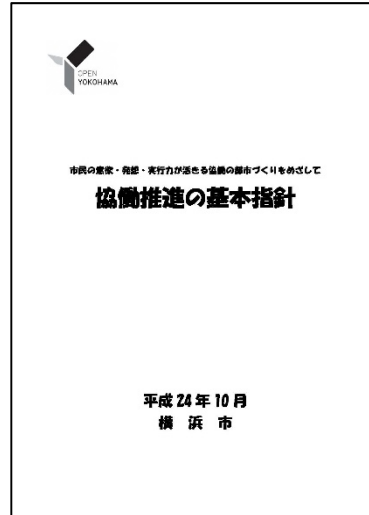 OPEN
YOKOHAMA
市民の意欲・発想・実行力が活きる協働の都市づくりをめざして
協働推進の基本指針
平成24年10月
横 浜 市